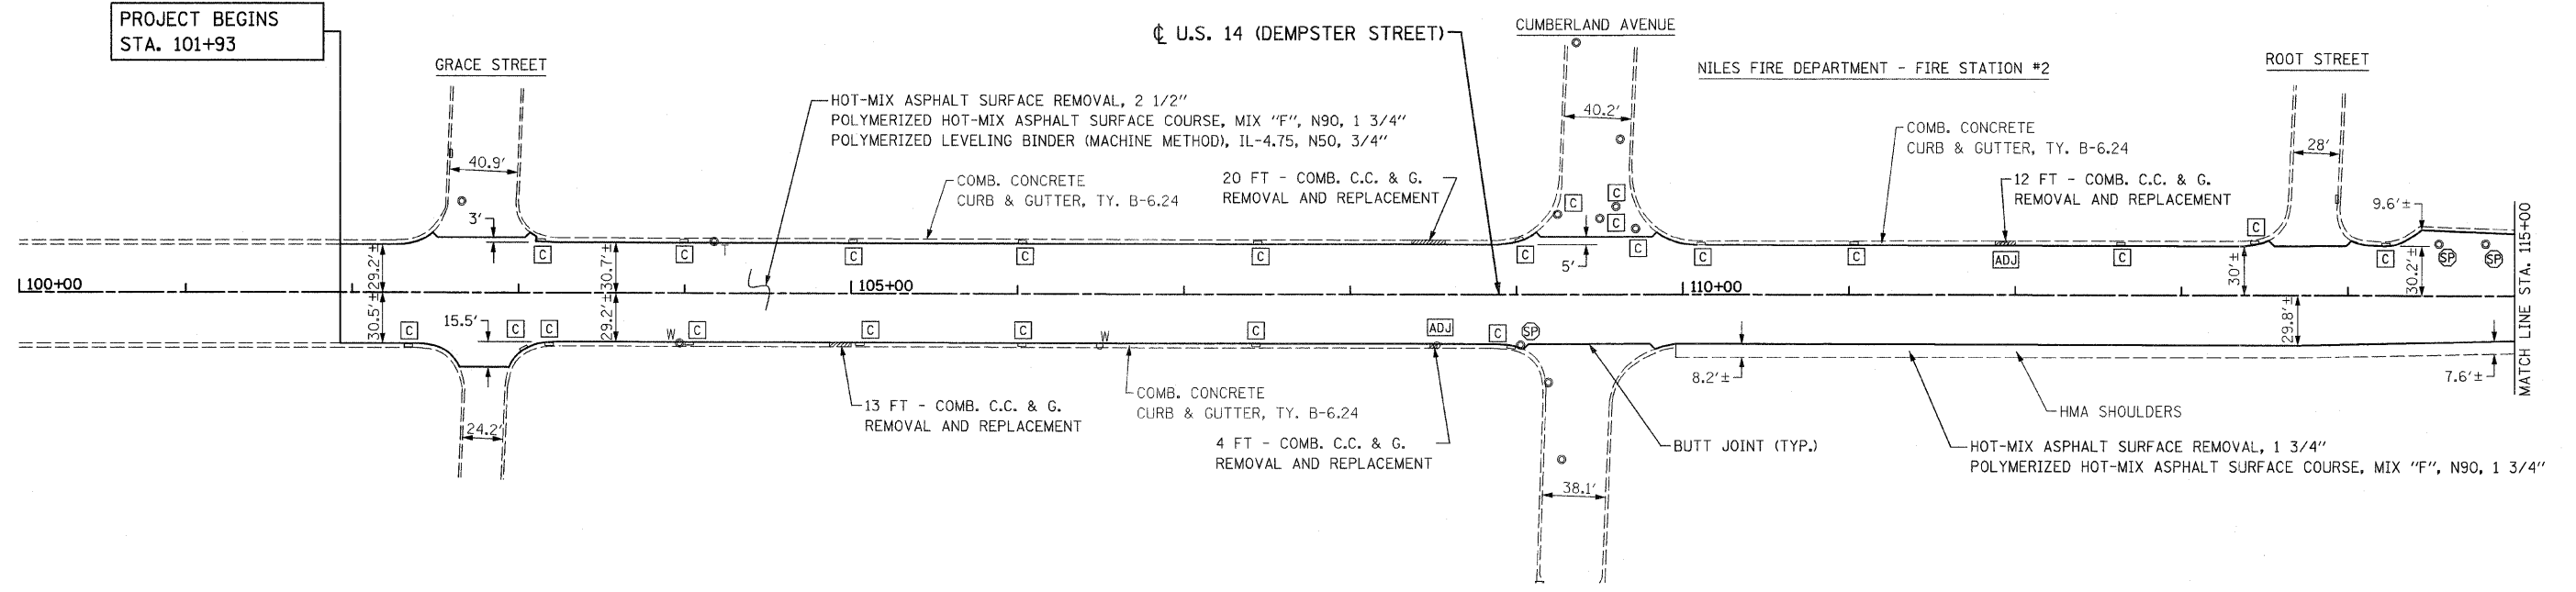 PROJECT BEGINS
STA. 101+93
GRACE STREET
℄ U.S. 14 (DEMPSTER STREET)
CUMBERLAND AVENUE
NILES FIRE DEPARTMENT - FIRE STATION #2
ROOT STREET
HOT-MIX ASPHALT SURFACE REMOVAL, 2 1/2"
POLYMERIZED HOT-MIX ASPHALT SURFACE COURSE, MIX "F", N90, 1 3/4"
POLYMERIZED LEVELING BINDER (MACHINE METHOD), IL-4.75, N50, 3/4"
40.9'
40.2'
28'
COMB. CONCRETE
CURB & GUTTER, TY. B-6.24
20 FT - COMB. C.C. & G.
REMOVAL AND REPLACEMENT
COMB. CONCRETE
CURB & GUTTER, TY. B-6.24
12 FT - COMB. C.C. & G.
REMOVAL AND REPLACEMENT
9.6'±
3'
C
C
C
C
T
C
C
C
C
C
C
C
C
C
5'
C
C
ADJ
C
C
SP
SP
29.2'±
30.7'±
30'±
30.2'±
100+00
105+00
110+00
MATCH LINE STA. 115+00
30.5'±
29.2'±
29.8'±
15.5'
C
C
C
W
C
C
C
W
C
ADJ
C
SP
8.2'±
7.6'±
24.2'
13 FT - COMB. C.C. & G.
REMOVAL AND REPLACEMENT
COMB. CONCRETE
CURB & GUTTER, TY. B-6.24
4 FT - COMB. C.C. & G.
REMOVAL AND REPLACEMENT
38.1'
BUTT JOINT (TYP.)
HMA SHOULDERS
HOT-MIX ASPHALT SURFACE REMOVAL, 1 3/4"
POLYMERIZED HOT-MIX ASPHALT SURFACE COURSE, MIX "F", N90, 1 3/4"